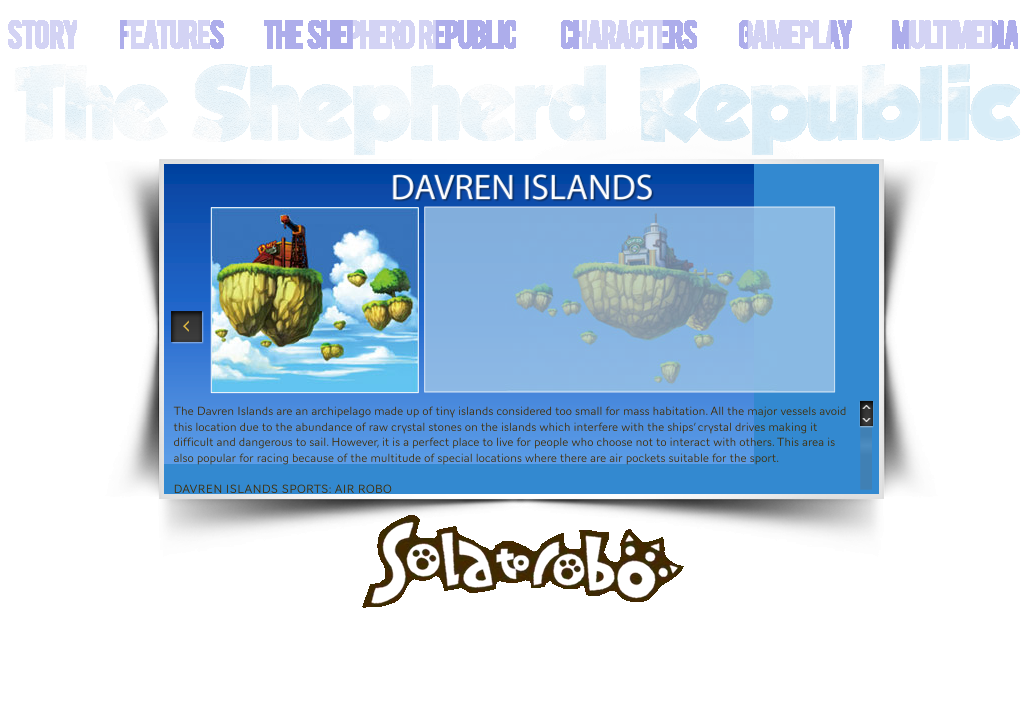 STORY FEATURES THE SHEPHERD REPUBLIC CHARACTERS GAMEPLAY MULTIMEDIA
The Shepherd Republic
DAVREN ISLANDS
The Davren Islands are an archipelago made up of tiny islands considered too small for mass habitation. All the major vessels avoid
this location due to the abundance of raw crystal stones on the islands which interfere with the ships' crystal drives making it
difficult and dangerous to sail. However, it is a perfect place to live for people who choose not to interact with others. This area is
also popular for racing because of the multitude of special locations where there are air pockets suitable for the sport.
DAVREN ISLANDS SPORTS: AIR ROBO
Solatorobo